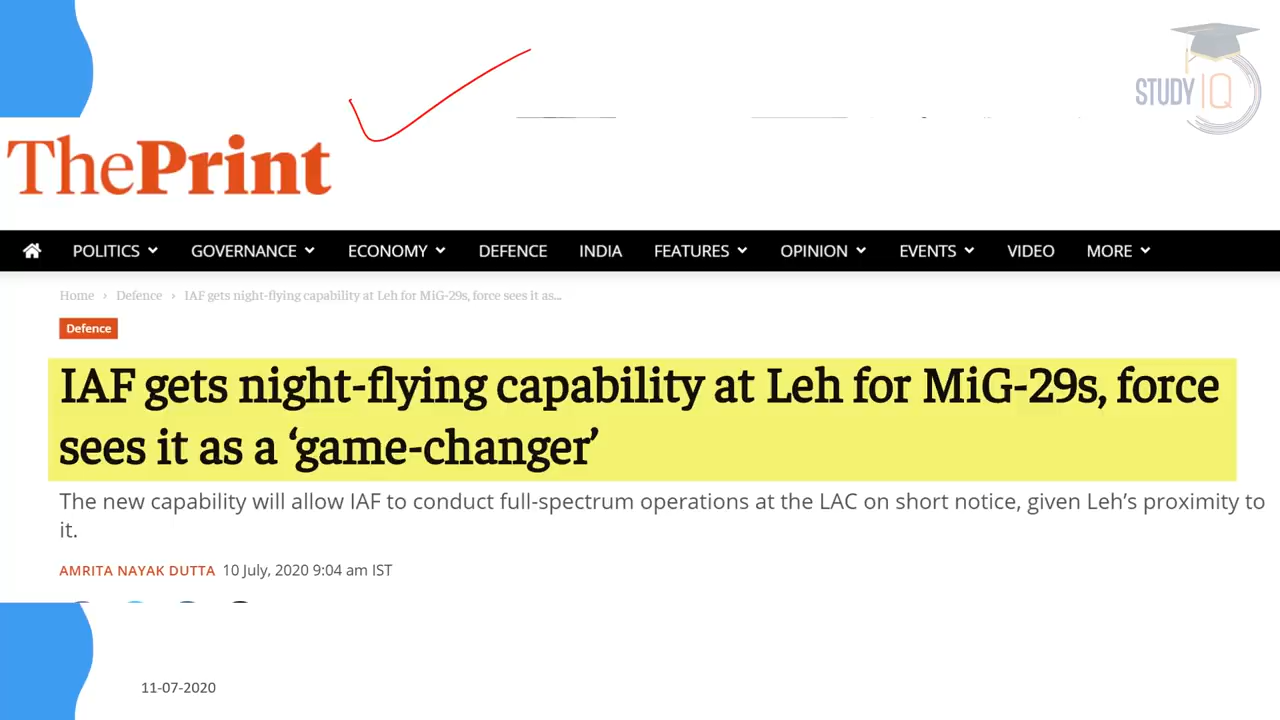 STUDY IQ
ThePrint
POLITICS GOVERNANCE ECONOMY DEFENCE INDIA FEATURES OPINION EVENTS VIDEO MORE
Home › Defence › IAF gets night-flying capability at Leh for MiG-29s, force sees it as...
Defence
IAF gets night-flying capability at Leh for MiG-29s, force
sees it as a ‘game-changer’
The new capability will allow IAF to conduct full-spectrum operations at the LAC on short notice, given Leh’s proximity to
it.
AMRITA NAYAK DUTTA 10 July, 2020 9:04 am IST
11-07-2020